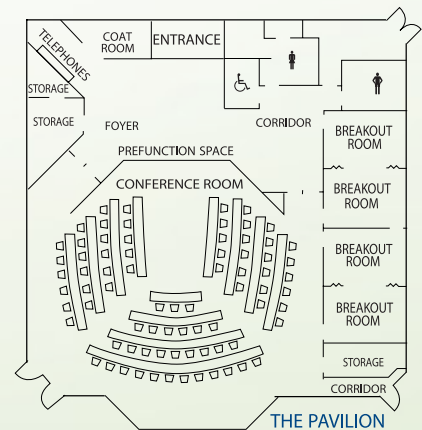 COAT
ROOM
ENTRANCE
TELEPHONES
STORAGE
STORAGE
FOYER
CORRIDOR
PREFUNCTION SPACE
CONFERENCE ROOM
BREAKOUT
ROOM
BREAKOUT
ROOM
BREAKOUT
ROOM
BREAKOUT
ROOM
STORAGE
CORRIDOR
THE PAVILION